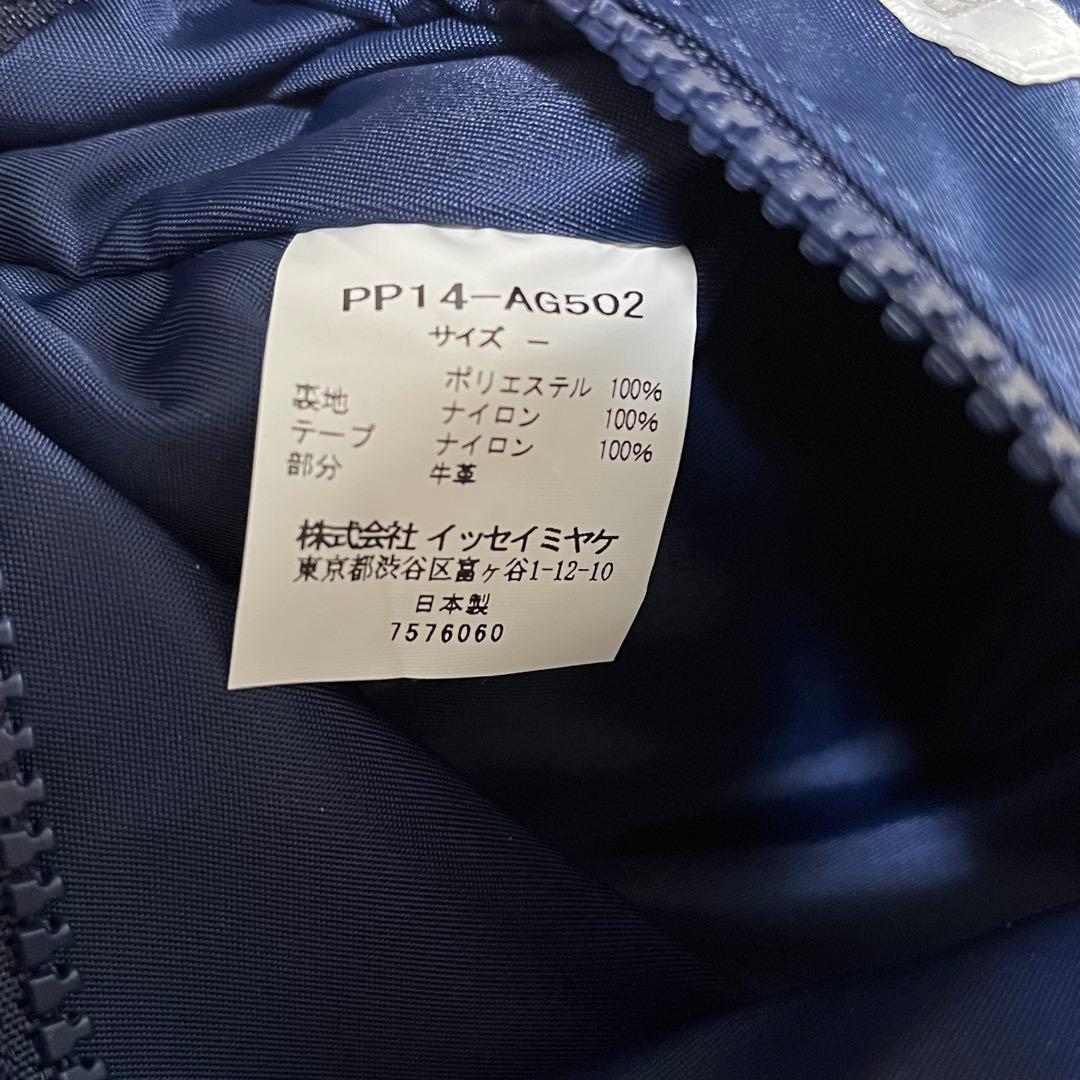 PP14-AG502
サイズ -
ポリエステル 100%
裏地 ナイロン 100%
テープ ナイロン 100%
部分 牛革
株式会社 イッセイミヤケ
東京都渋谷区富ヶ谷1-12-10
日本製
7576060